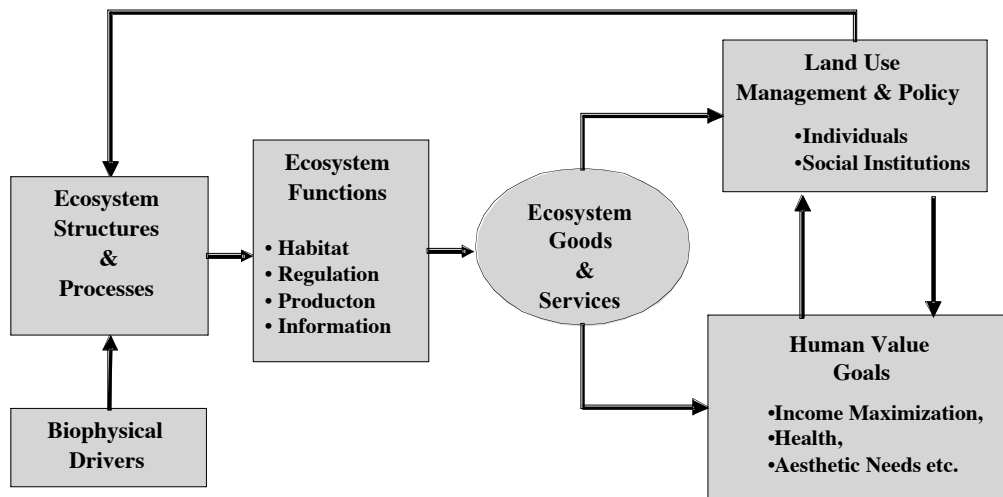 Land Use
Management & Policy
•Individuals
•Social Institutions
Ecosystem
Structures
&
Processes
Ecosystem
Functions
• Habitat
• Regulation
• Producton
• Information
Ecosystem
Goods
&
Services
Human Value
Goals
•Income Maximization,
•Health,
•Aesthetic Needs etc.
Biophysical
Drivers